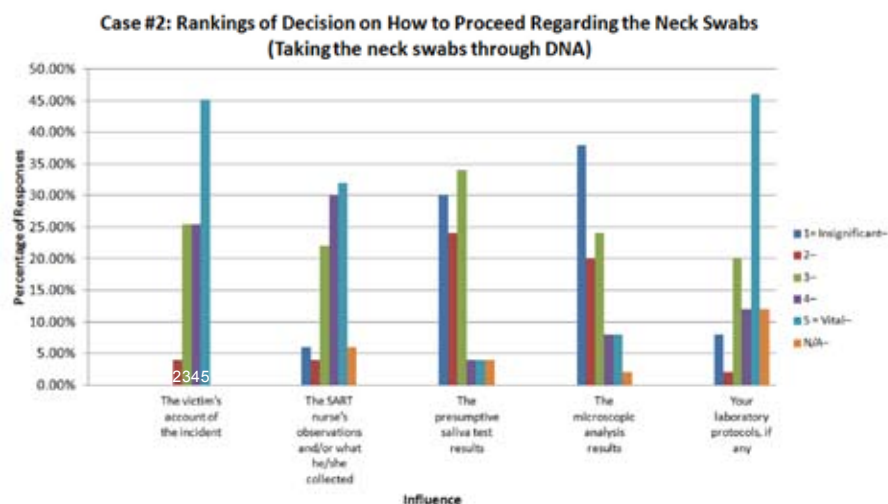 Case #2: Rankings of Decision on How to Proceed Regarding the Neck Swabs
(Taking the neck swabs through DNA)
50.00%
45.00%
40.00%
35.00%
30.00%
25.00%
20.00%
15.00%
10.00%
5.00%
0.00%
Percentage of Responses
2345
The victim's
account of
the incident
The SART
nurse's
observations
and/or what
he/she
collected
The
presumptive
saliva test
results
The
microscopic
analysis
results
Your
laboratory
protocols, if
any
Influence
1= Insignificant–
2–
3–
4–
5 = Vital–
N/A–